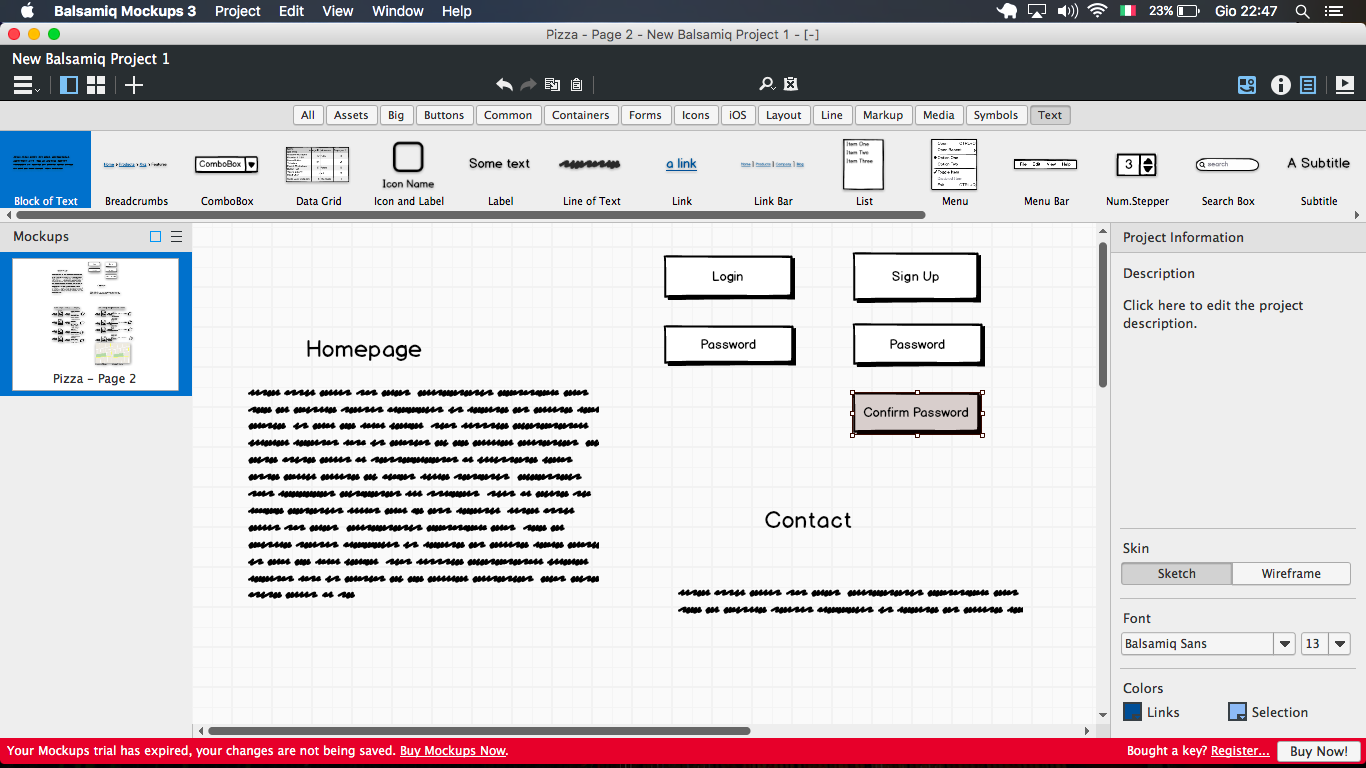 Balsamiq Mockups 3 Project Edit View Window Help 23% Gio 22:47
Pizza - Page 2 - New Balsamiq Project 1 - [-]
New Balsamiq Project 1
All Assets Big Buttons Common Containers Forms Icons iOS Layout Line Markup Media Symbols Text
ComboBox Icon Name Some text a link Item One Item Two Item Three 3 search A Subtitle
Block of Text Breadcrumbs ComboBox Data Grid Icon and Label Label Line of Text Link Link Bar List Menu Menu Bar Num.Stepper Search Box Subtitle
Mockups
Pizza - Page 2
Login Sign Up
Password Password
Homepage
Confirm Password
Contact
Project Information
Description
Click here to edit the project
description.
Skin
Sketch Wireframe
Font
Balsamiq Sans 13
Colors
Links Selection
Your Mockups trial has expired, your changes are not being saved. Buy Mockups Now.
Bought a key? Register... Buy Now!